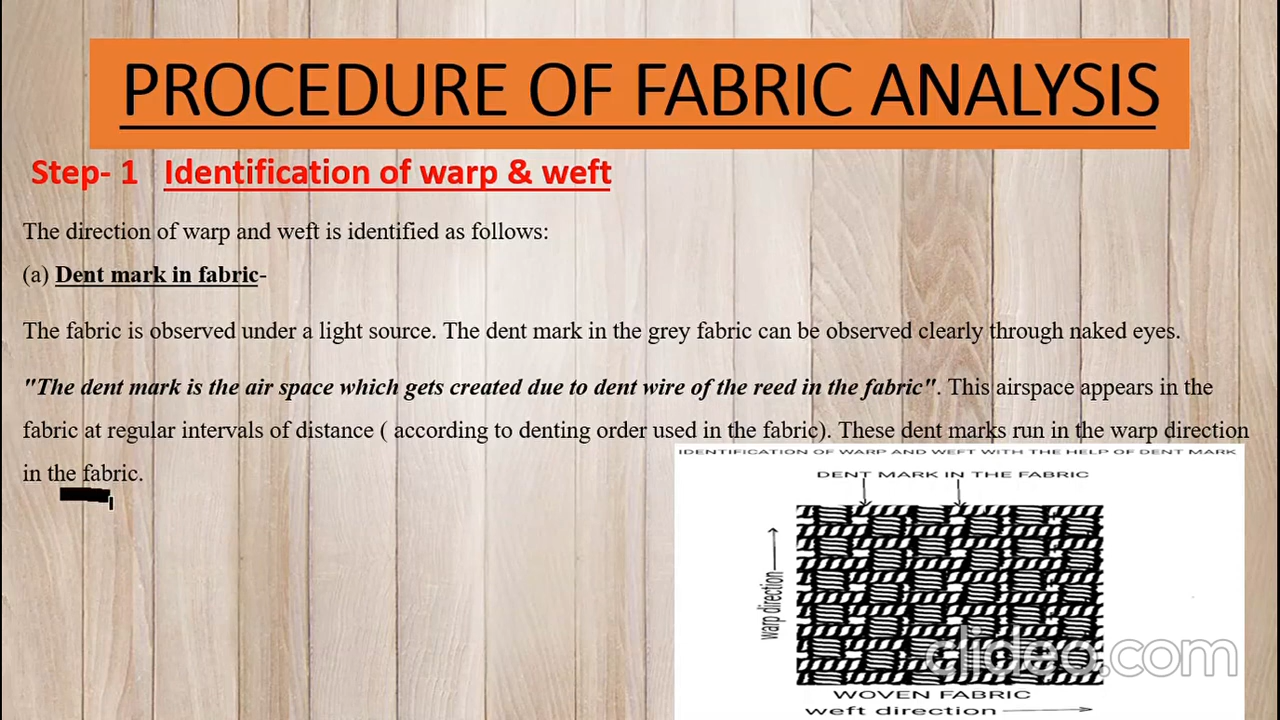 PROCEDURE OF FABRIC ANALYSIS
Step- 1 Identification of warp & weft
The direction of warp and weft is identified as follows:
(a) Dent mark in fabric-
The fabric is observed under a light source. The dent mark in the grey fabric can be observed clearly through naked eyes.
"The dent mark is the air space which gets created due to dent wire of the reed in the fabric". This airspace appears in the
fabric at regular intervals of distance ( according to denting order used in the fabric). These dent marks run in the warp direction
in the fabric.
IDENTIFICATION OF WARP AND WEFT WITH THE HELP OF DENT MARK
DENT MARK IN THE FABRIC
warp direction
clideo.com
WOVEN FABRIC
weft direction